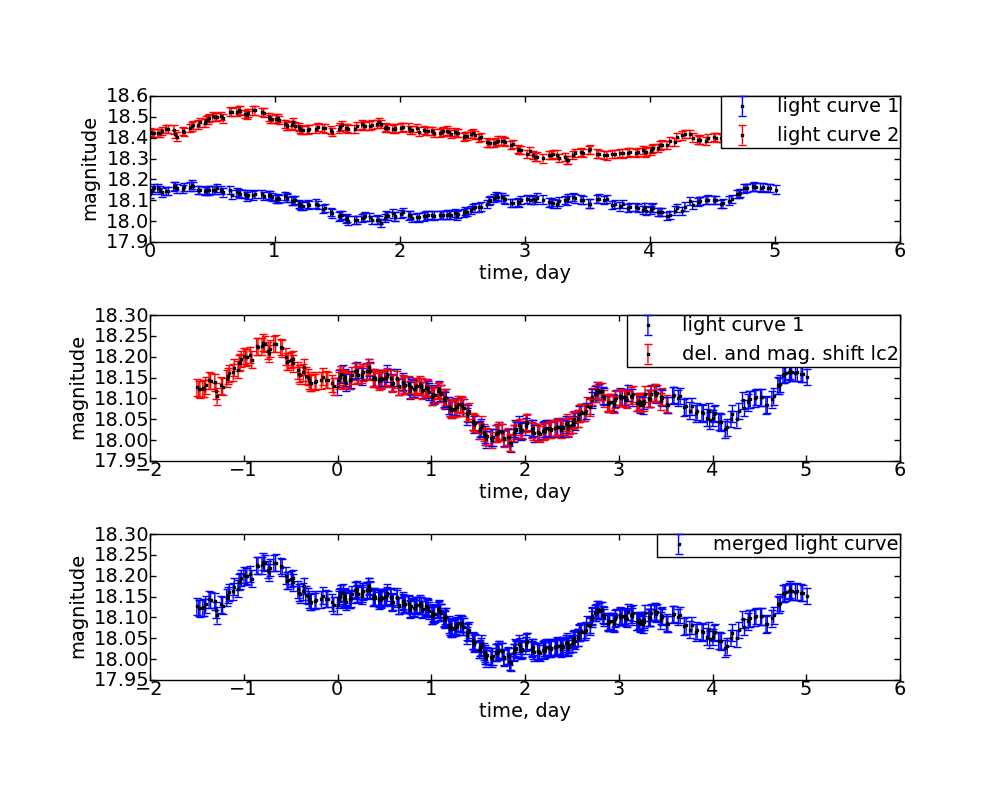 18.6
18.5
18.4
18.3
18.2
18.1
18.0
17.9
magnitude
light curve 1
light curve 2
0 1 2 3 4 5 6
time, day
18.30
18.25
18.20
18.15
18.10
18.05
18.00
17.95
magnitude
light curve 1
del. and mag. shift lc2
−2 −1 0 1 2 3 4 5 6
time, day
18.30
18.25
18.20
18.15
18.10
18.05
18.00
17.95
magnitude
merged light curve
−2 −1 0 1 2 3 4 5 6
time, day